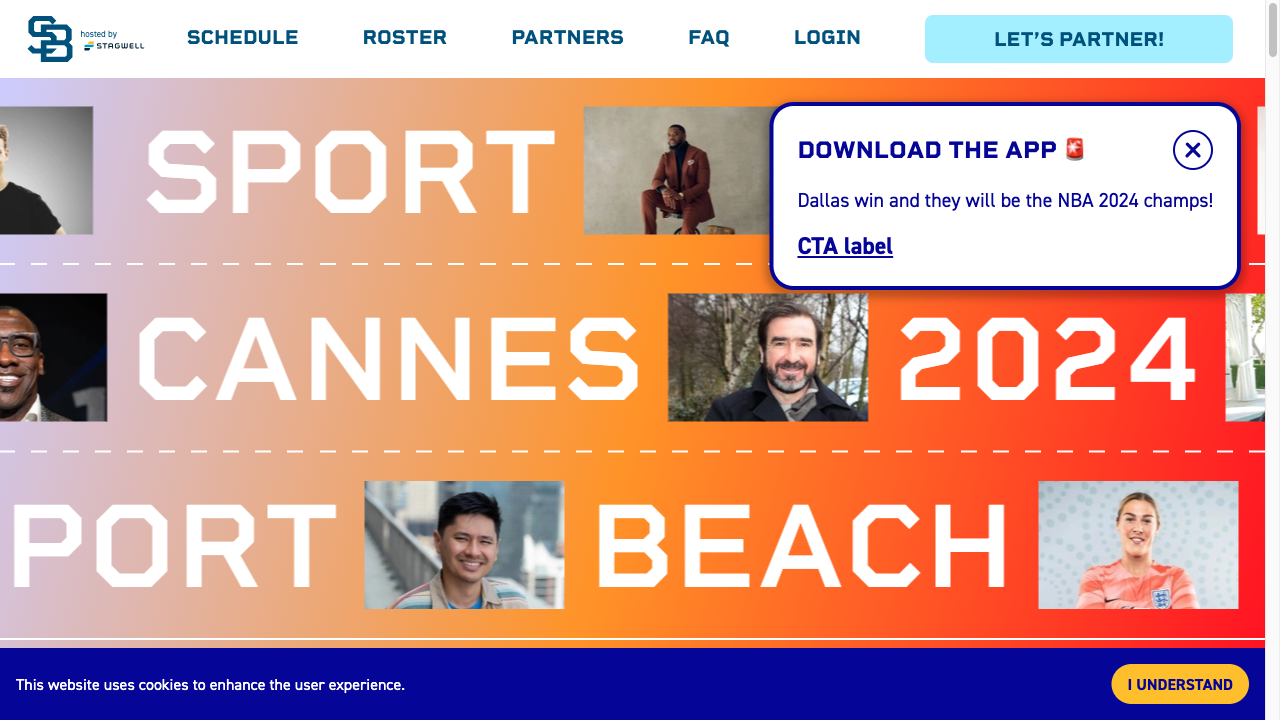 SB hosted by
STAGWELL
SCHEDULE
ROSTER
PARTNERS
FAQ
LOGIN
LET’S PARTNER!
SPORT
DOWNLOAD THE APP 🚨
Dallas win and they will be the NBA 2024 champs!
CTA label
CANNES 2024
PORT BEACH
This website uses cookies to enhance the user experience.
I UNDERSTAND